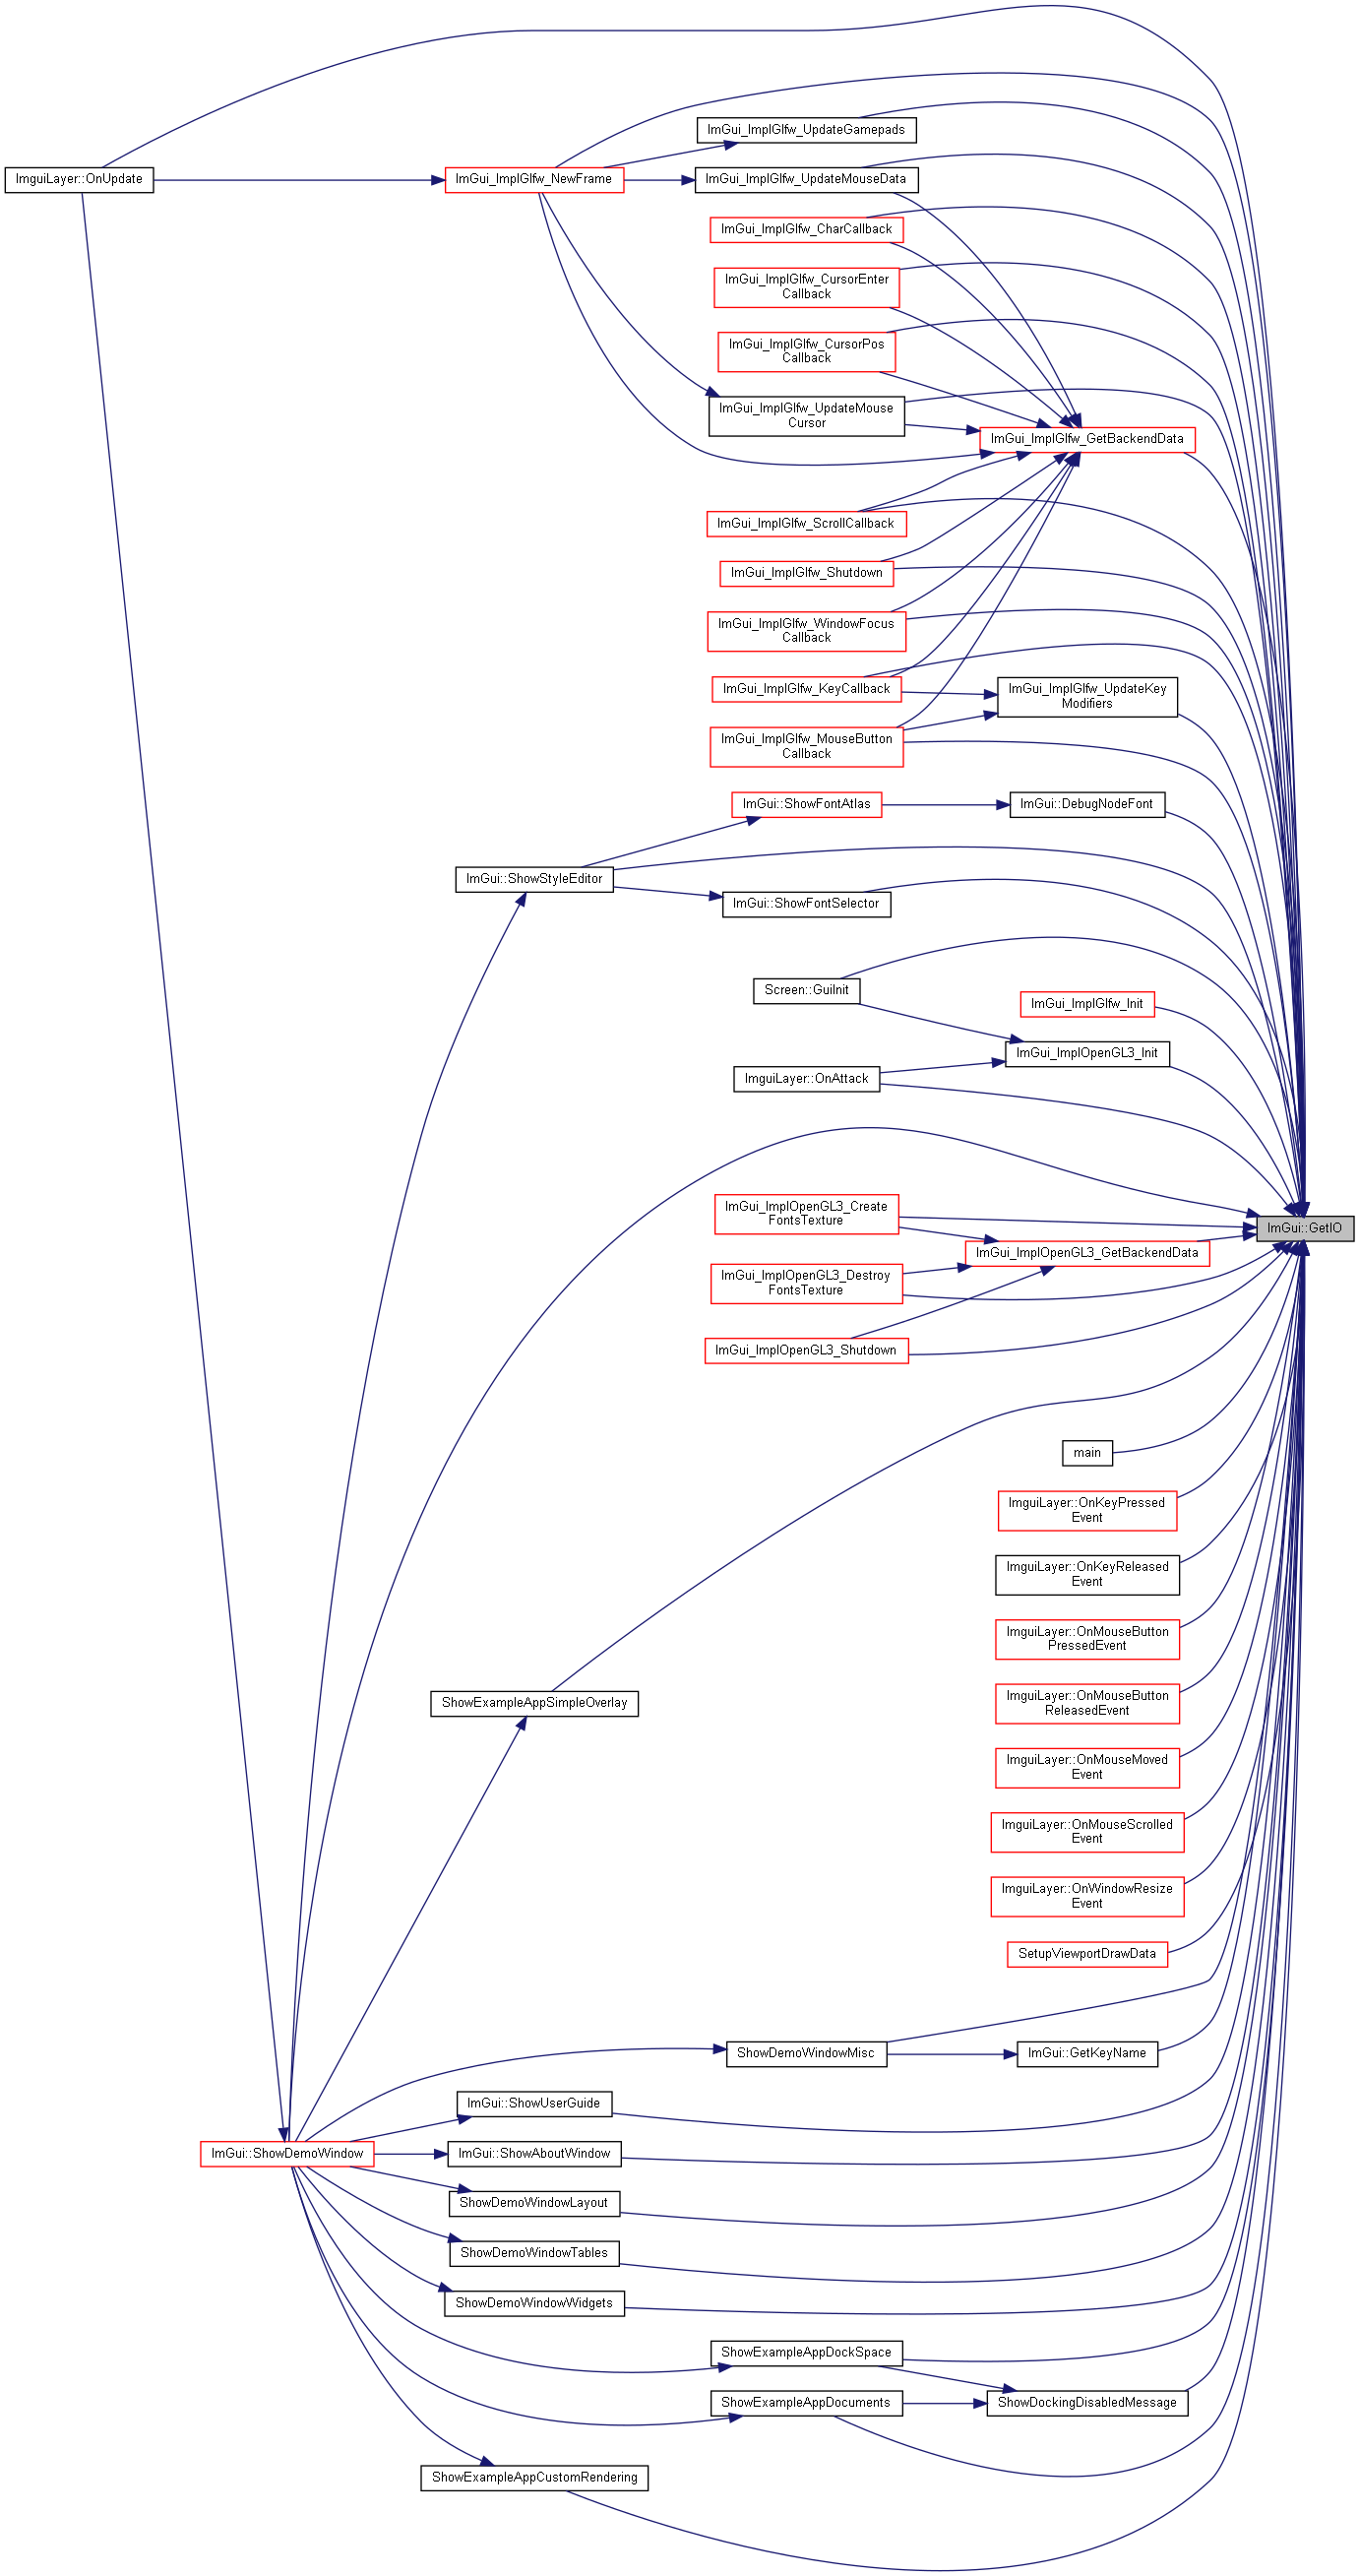 ImGui_ImplGlfw_UpdateGamepads
ImguiLayer::OnUpdate
ImGui_ImplGlfw_NewFrame
ImGui_ImplGlfw_UpdateMouseData
ImGui_ImplGlfw_CharCallback
ImGui_ImplGlfw_CursorEnter
Callback
ImGui_ImplGlfw_CursorPos
Callback
ImGui_ImplGlfw_UpdateMouse
Cursor
ImGui_ImplGlfw_GetBackendData
ImGui_ImplGlfw_ScrollCallback
ImGui_ImplGlfw_Shutdown
ImGui_ImplGlfw_WindowFocus
Callback
ImGui_ImplGlfw_KeyCallback
ImGui_ImplGlfw_UpdateKey
Modifiers
ImGui_ImplGlfw_MouseButton
Callback
ImGui::ShowFontAtlas
ImGui::DebugNodeFont
ImGui::ShowStyleEditor
ImGui::ShowFontSelector
Screen::GuiInit
ImGui_ImplGlfw_Init
ImGui_ImplOpenGL3_Init
ImguiLayer::OnAttack
ImGui_ImplOpenGL3_Create
FontsTexture
ImGui::GetIO
ImGui_ImplOpenGL3_GetBackendData
ImGui_ImplOpenGL3_Destroy
FontsTexture
ImGui_ImplOpenGL3_Shutdown
main
ImguiLayer::OnKeyPressed
Event
ImguiLayer::OnKeyReleased
Event
ImguiLayer::OnMouseButton
PressedEvent
ImguiLayer::OnMouseButton
ReleasedEvent
ShowExampleAppSimpleOverlay
ImguiLayer::OnMouseMoved
Event
ImguiLayer::OnMouseScrolled
Event
ImguiLayer::OnWindowResize
Event
SetupViewportDrawData
ShowDemoWindowMisc
ImGui::GetKeyName
ImGui::ShowUserGuide
ImGui::ShowDemoWindow
ImGui::ShowAboutWindow
ShowDemoWindowLayout
ShowDemoWindowTables
ShowDemoWindowWidgets
ShowExampleAppDockSpace
ShowExampleAppDocuments
ShowDockingDisabledMessage
ShowExampleAppCustomRendering